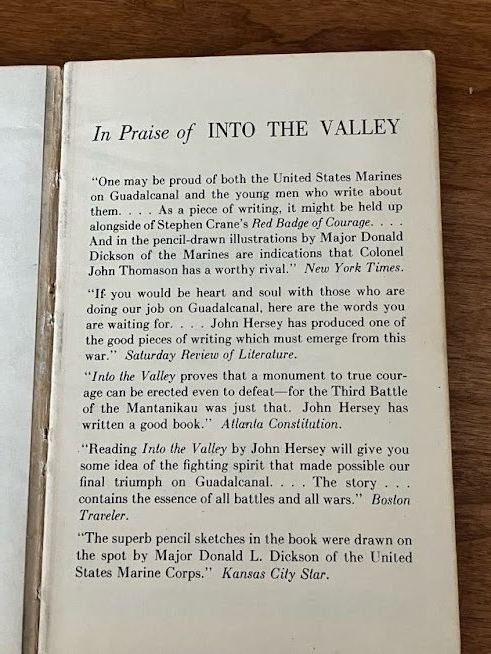 In Praise of INTO THE VALLEY
"One may be proud of both the United States Marines
on Guadalcanal and the young men who write about
them. . . . As a piece of writing, it might be held up
alongside of Stephen Crane's Red Badge of Courage. . . .
And in the pencil-drawn illustrations by Major Donald
Dickson of the Marines are indications that Colonel
John Thomason has a worthy rival." New York Times.
"If you would be heart and soul with those who are
doing our job on Guadalcanal, here are the words you
are waiting for. . . . John Hersey has produced one of
the good pieces of writing which must emerge from this
war." Saturday Review of Literature.
"Into the Valley proves that a monument to true cour-
age can be erected even to defeat—for the Third Battle
of the Mantanikau was just that. John Hersey has
written a good book." Atlanta Constitution.
"Reading Into the Valley by John Hersey will give you
some idea of the fighting spirit that made possible our
final triumph on Guadalcanal. . . . The story . . .
contains the essence of all battles and all wars." Boston
Traveler.
"The superb pencil sketches in the book were drawn on
the spot by Major Donald L. Dickson of the United
States Marine Corps." Kansas City Star.